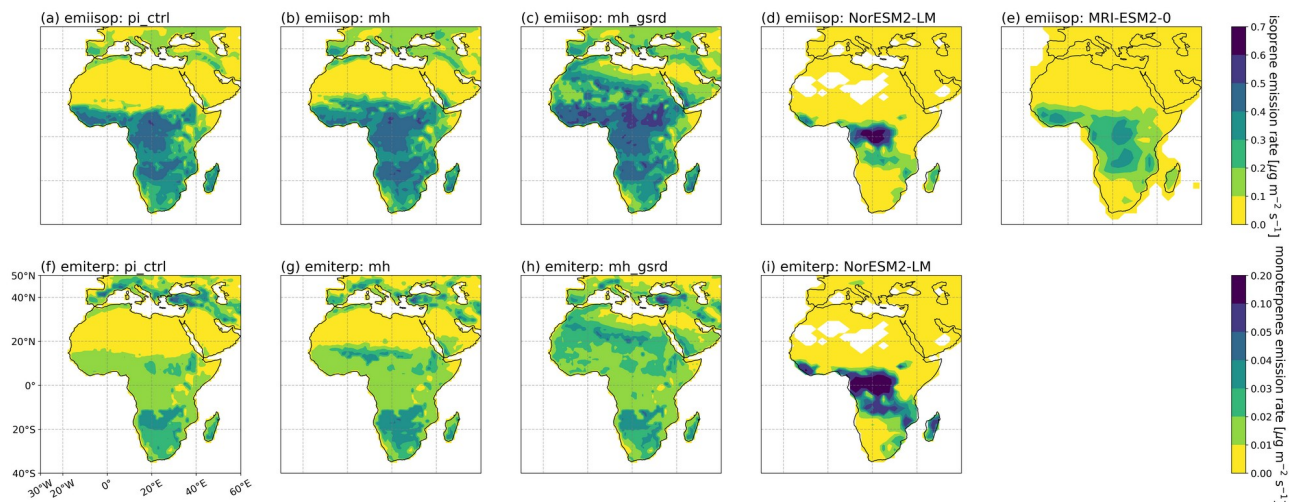 (a) emiisop: pi_ctrl
(b) emiisop: mh
(c) emiisop: mh_gsrd
(d) emiisop: NorESM2-LM
(e) emiisop: MRI-ESM2-0
0.7
0.6
0.5
0.4
0.3
0.2
0.1
0.0
isoprene emission rate [μg m⁻² s⁻¹]
(f) emiterp: pi_ctrl
(g) emiterp: mh
(h) emiterp: mh_gsrd
(i) emiterp: NorESM2-LM
50°N
40°N
20°N
0°
20°S
40°S
30°W
20°W
0°
20°E
40°E
60°E
0.20
0.10
0.05
0.04
0.03
0.02
0.01
0.00
monoterpenes emission rate [μg m⁻² s⁻¹